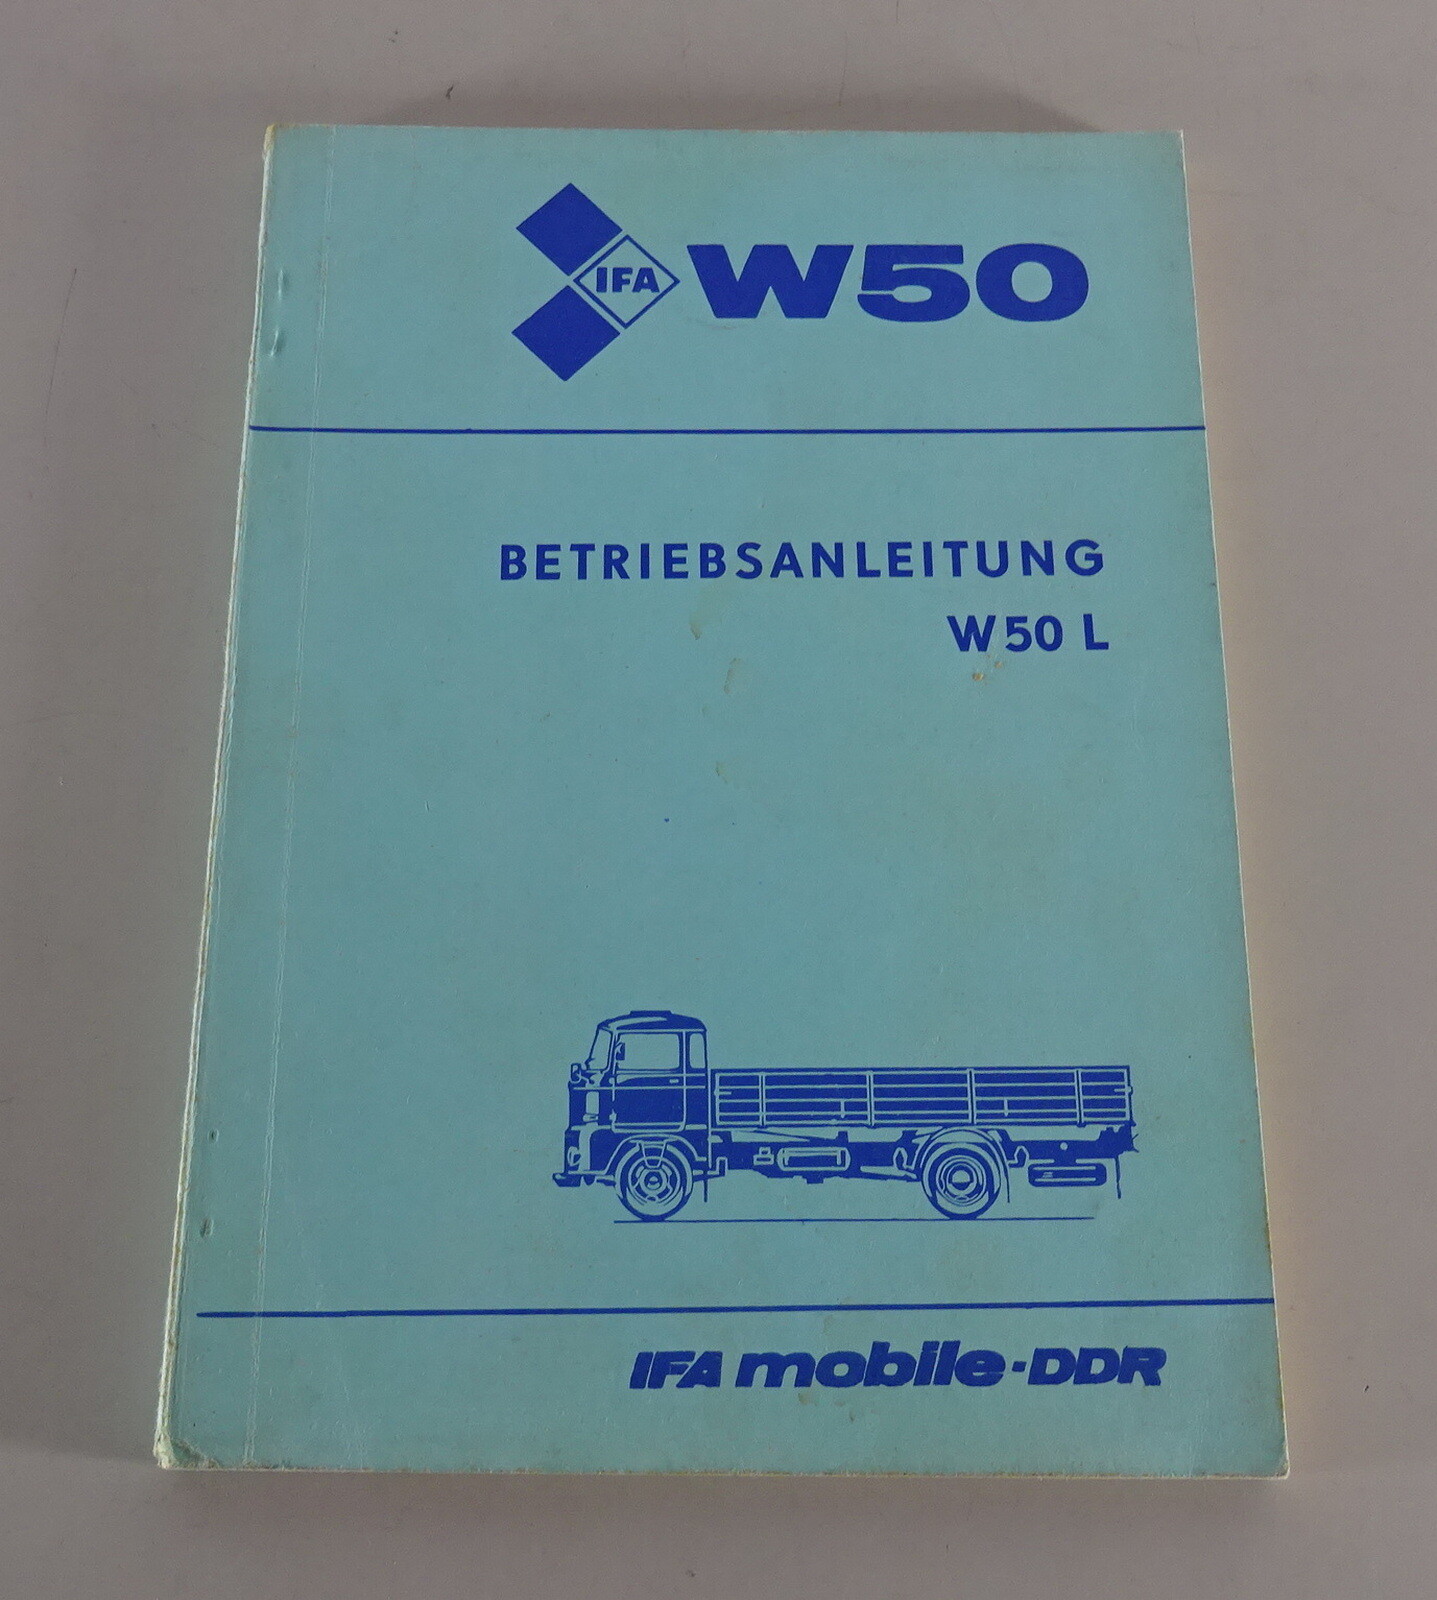 IFA W50
BETRIEBSANLEITUNG
W50 L
IFA mobile-DDR